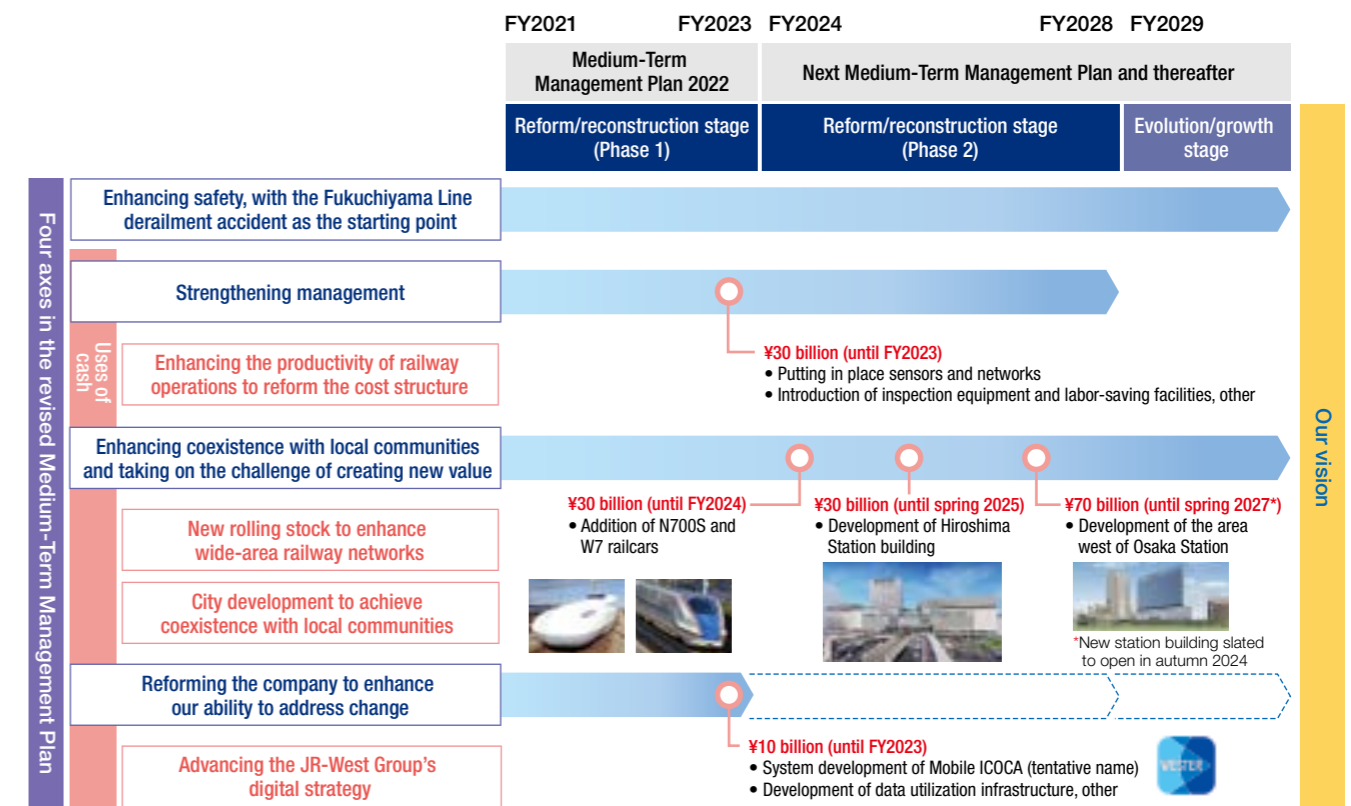 FY2021 FY2023 FY2024 FY2028 FY2029
Medium-Term
Management Plan 2022
Next Medium-Term Management Plan and thereafter
Reform/reconstruction stage
(Phase 1)
Reform/reconstruction stage
(Phase 2)
Evolution/growth
stage
Four axes in the revised Medium-Term Management Plan
Enhancing safety, with the Fukuchiyama Line
derailment accident as the starting point
Uses of
cash
Strengthening management
Enhancing the productivity of railway
operations to reform the cost structure
¥30 billion (until FY2023)
• Putting in place sensors and networks
• Introduction of inspection equipment and labor-saving facilities, other
Enhancing coexistence with local communities
and taking on the challenge of creating new value
New rolling stock to enhance
wide-area railway networks
City development to achieve
coexistence with local communities
¥30 billion (until FY2024)
• Addition of N700S and
W7 railcars
¥30 billion (until spring 2025)
• Development of Hiroshima
Station building
¥70 billion (until spring 2027*)
• Development of the area
west of Osaka Station
*New station building slated
to open in autumn 2024
Reforming the company to enhance
our ability to address change
Advancing the JR-West Group's
digital strategy
¥10 billion (until FY2023)
• System development of Mobile ICOCA (tentative name)
• Development of data utilization infrastructure, other
WESTER
Our vision